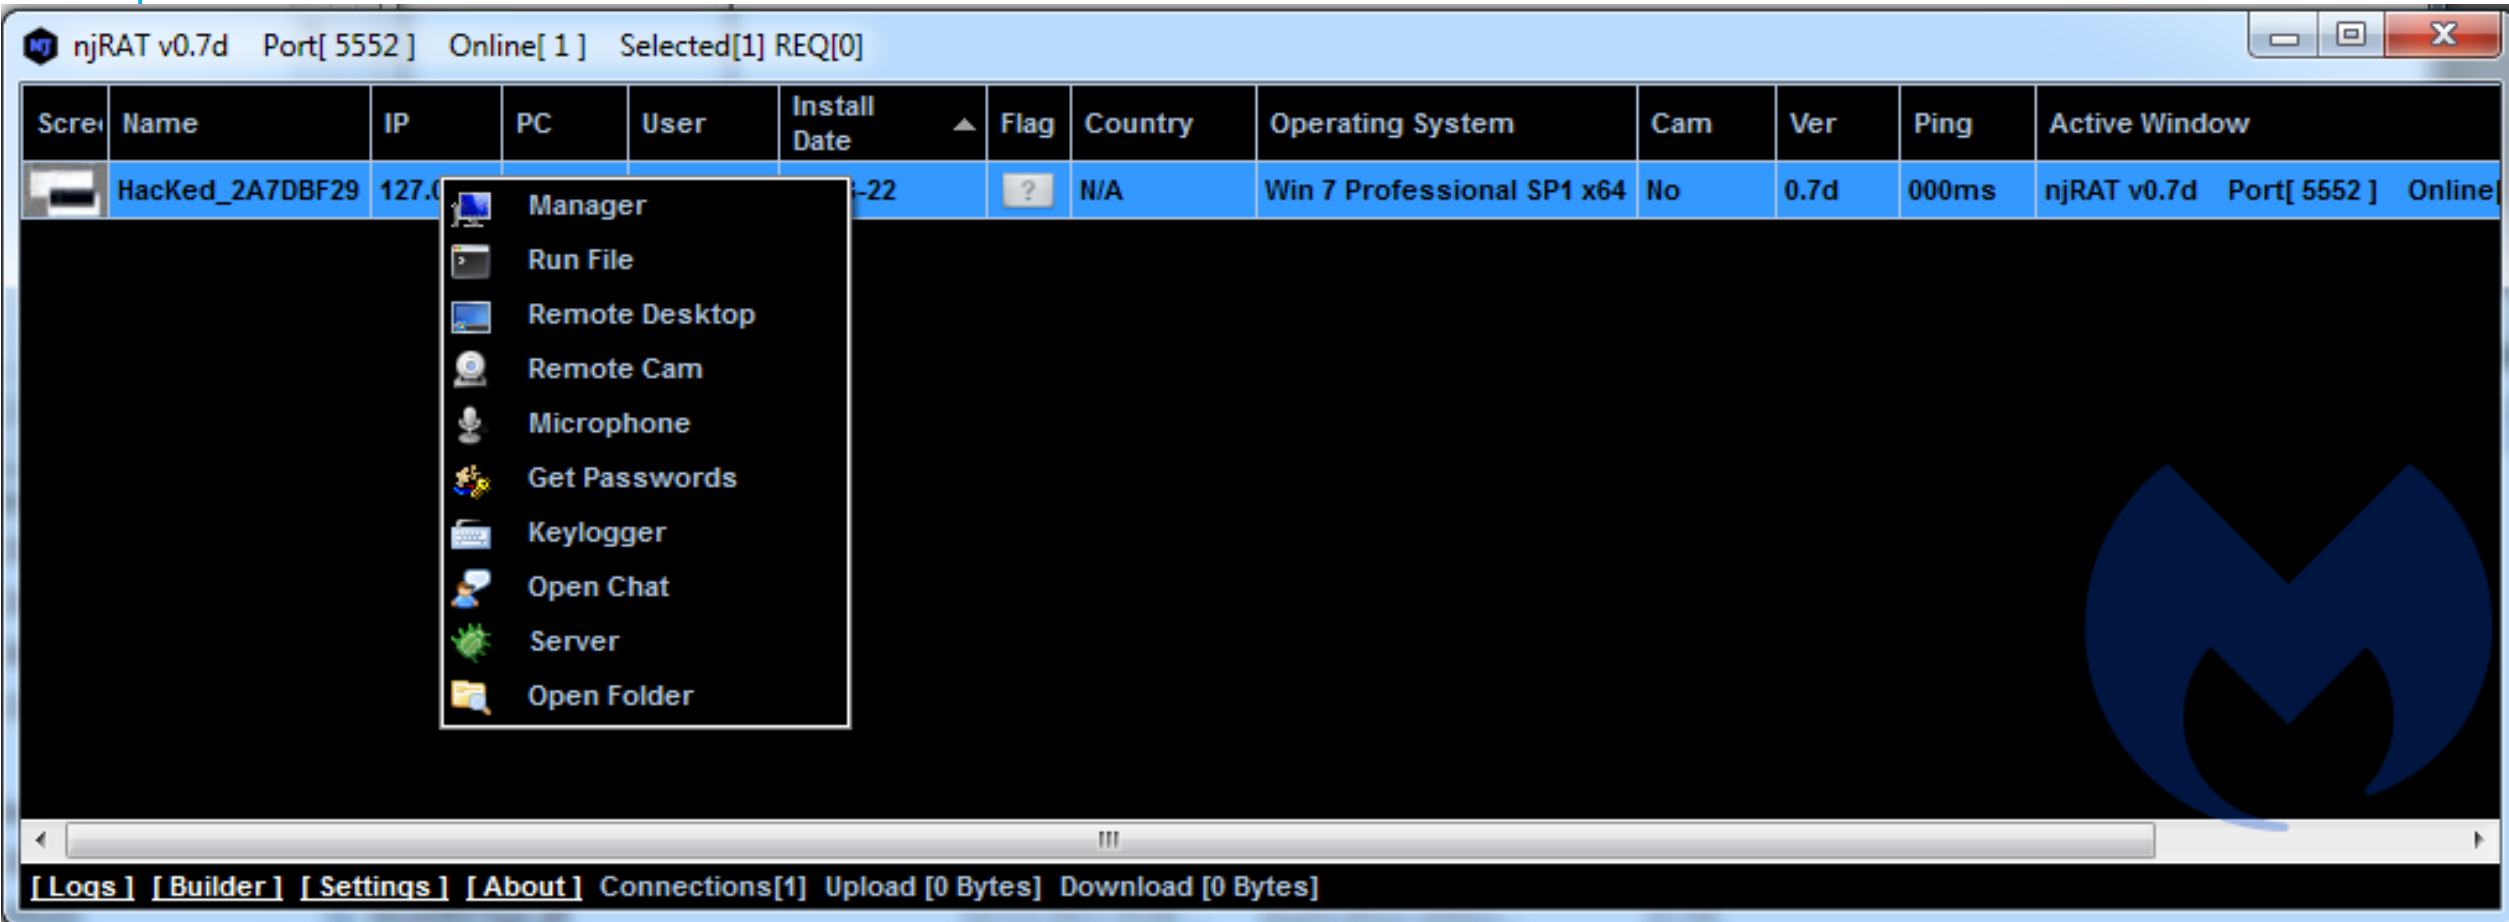 njRAT v0.7d Port[ 5552 ] Online[ 1 ] Selected[1] REQ[0]
Name IP PC User Install Date Flag Country Operating System Cam Ver Ping Active Window
HacKed_2A7DBF29 -22 ? N/A Win 7 Professional SP1 x64 No 0.7d 000ms njRAT v0.7d Port[ 5552 ] Online[
Manager
Run File
Remote Desktop
Remote Cam
Microphone
Get Passwords
Keylogger
Open Chat
Server
Open Folder
[ Logs ] [ Builder ] [ Settings ] [ About ] Connections[1] Upload [0 Bytes] Download [0 Bytes]